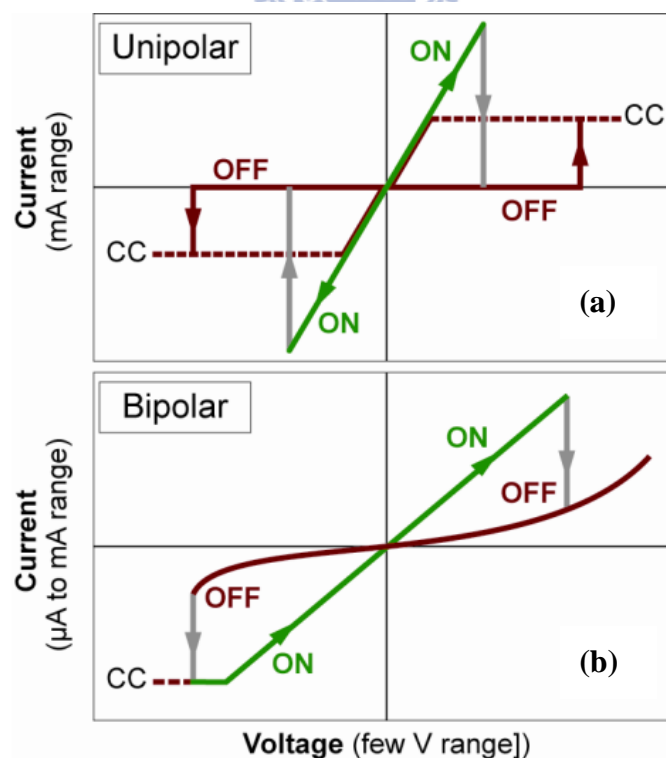 Unipolar
ON
CC
OFF
OFF
CC
ON
(a)
Current
(mA range)
Bipolar
ON
OFF
OFF
CC
ON
(b)
Current
(µA to mA range)
Voltage (few V range])